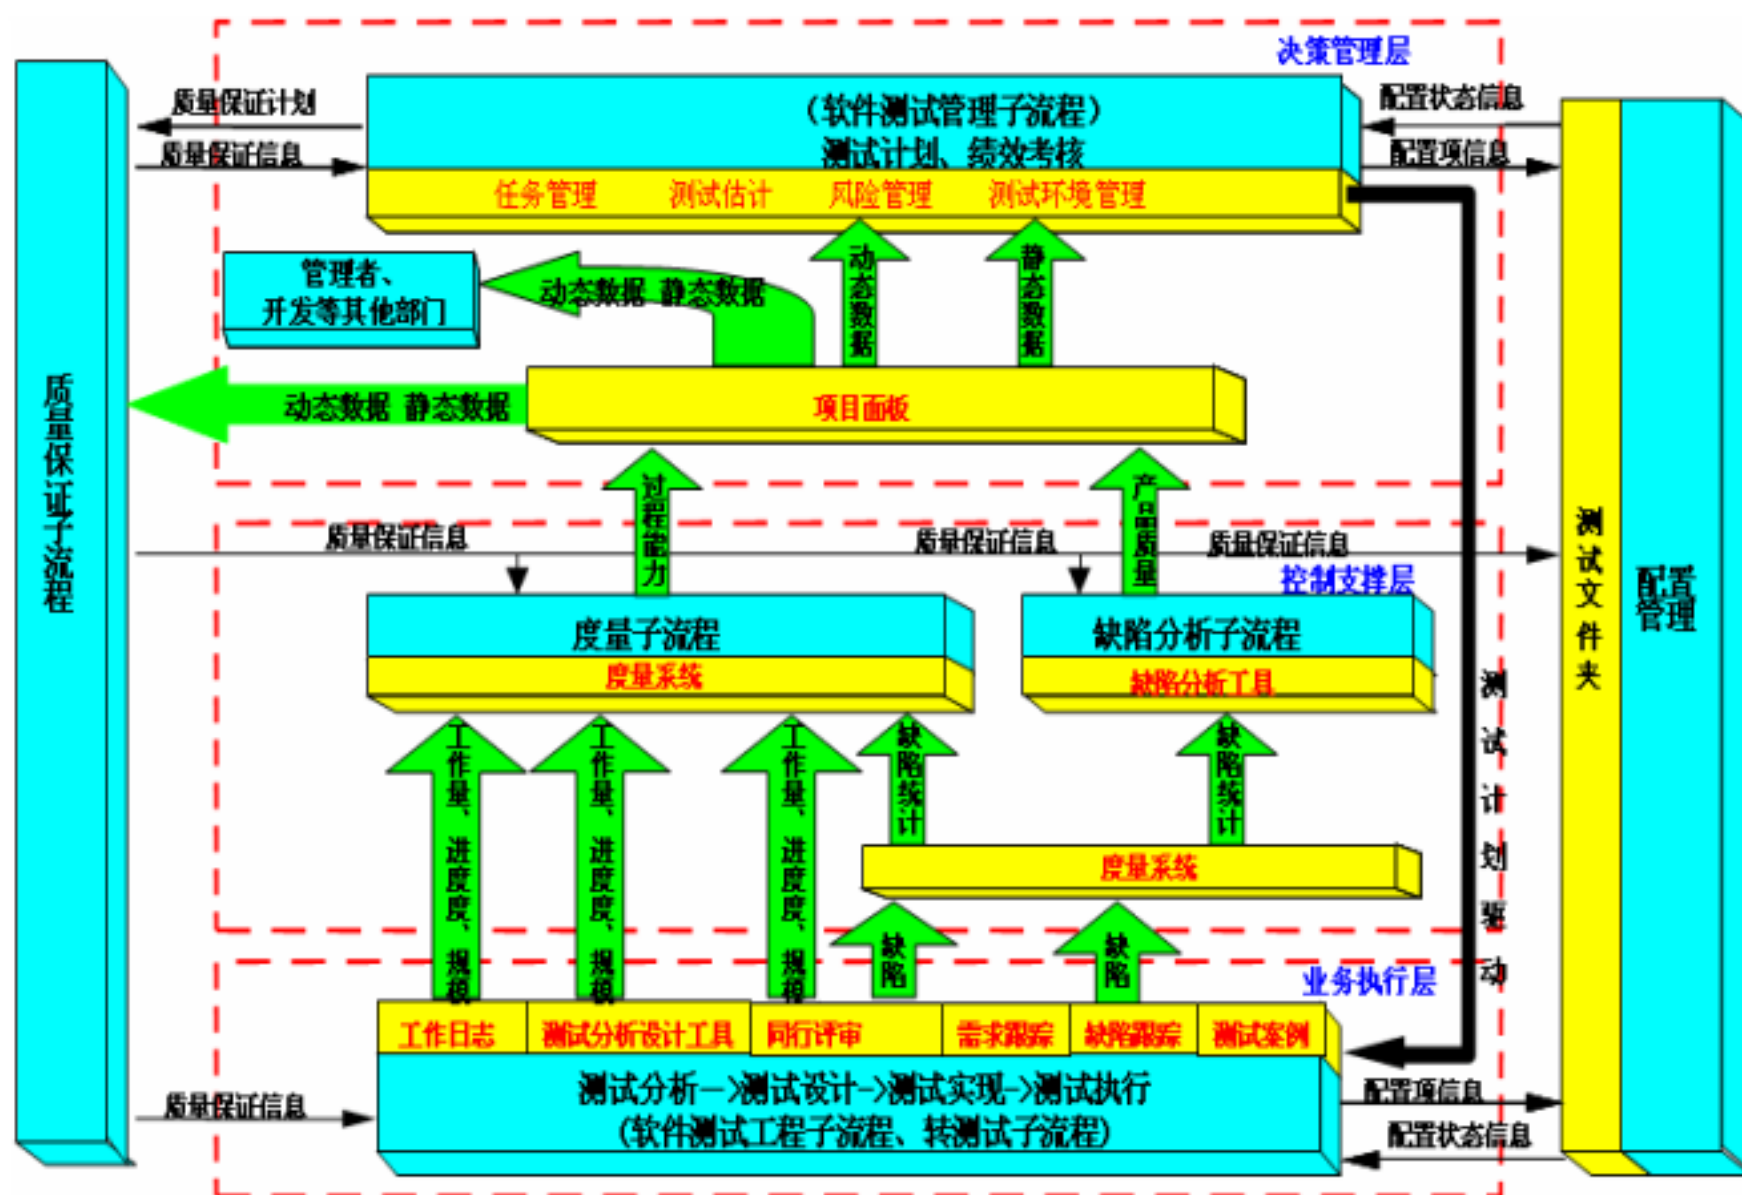 决策管理层
质量保证计划
质量保证信息
(软件测试管理子流程)
测试计划、绩效考核
任务管理 测试估计 风险管理 测试环境管理
配置状态信息
配置项信息
管理者、
开发等其他部门
动态数据 静态数据
动态数据
静态数据
动态数据 静态数据
项目面板
质量保证子流程
过程能力
产品质量
质量保证信息
质量保证信息
质量保证信息
控制支撑层
度量子流程
度量系统
缺陷分析子流程
缺陷分析工具
测试文件夹
配置
管理
测试计划驱动
工作量、进度度、规模
工作量、进度度、规模
工作量、进度度、规模
缺陷统计
缺陷统计
度量系统
缺陷
缺陷
业务执行层
工作日志 测试分析设计工具 同行评审 需求跟踪 缺陷跟踪 测试案例
测试分析—>测试设计—>测试实现—>测试执行
(软件测试工程子流程、转测试子流程)
质量保证信息
配置项信息
配置状态信息